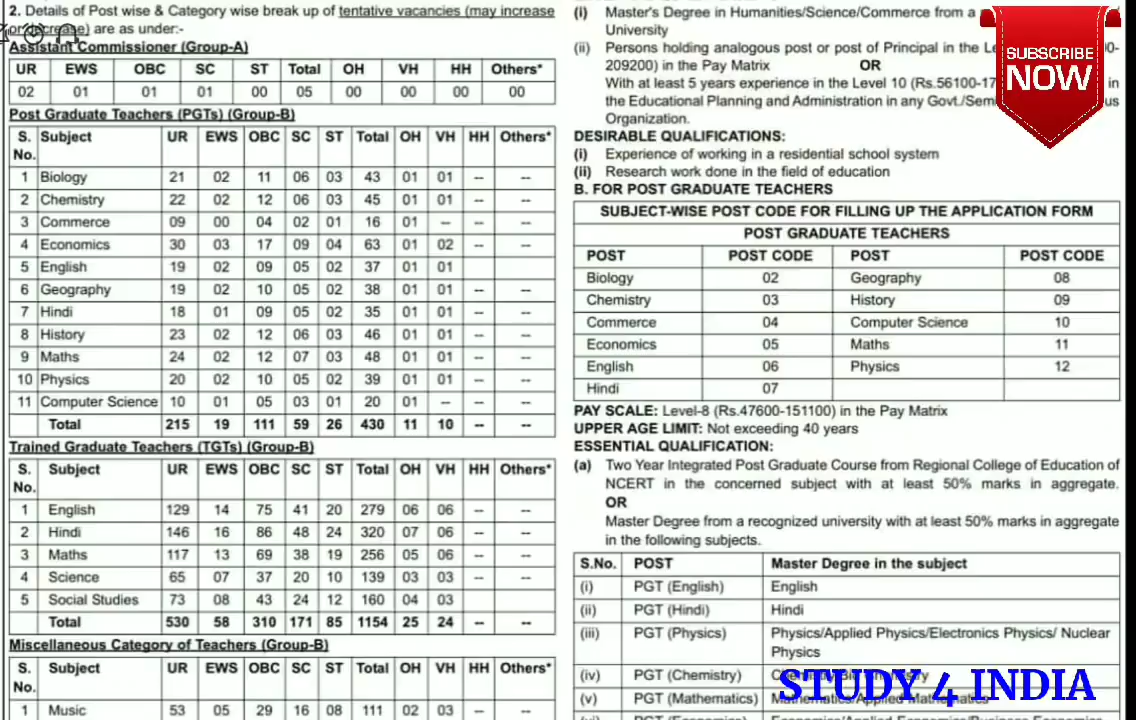 2. Details of Post wise & Category wise break up of tentative vacancies (may increase
or decrease) are as under:-
Assistant Commissioner (Group-A)
UR EWS OBC SC ST Total OH VH HH Others*
02 01 01 01 00 05 00 00 00 00
Post Graduate Teachers (PGTs) (Group-B)
S. No. Subject UR EWS OBC SC ST Total OH VH HH Others*
1 Biology 21 02 11 06 03 43 01 01 -- --
2 Chemistry 22 02 12 06 03 45 01 01 -- --
3 Commerce 09 00 04 02 01 16 01 -- -- --
4 Economics 30 03 17 09 04 63 01 02 -- --
5 English 19 02 09 05 02 37 01 01
6 Geography 19 02 10 05 02 38 01 01 -- --
7 Hindi 18 01 09 05 02 35 01 01 -- --
8 History 23 02 12 06 03 46 01 01 -- --
9 Maths 24 02 12 07 03 48 01 01 -- --
10 Physics 20 02 10 05 02 39 01 01 -- --
11 Computer Science 10 01 05 03 01 20 01 -- -- --
Total 215 19 111 59 26 430 11 10 -- --
Trained Graduate Teachers (TGTs) (Group-B)
S. No. Subject UR EWS OBC SC ST Total OH VH HH Others*
1 English 129 14 75 41 20 279 06 06 -- --
2 Hindi 146 16 86 48 24 320 07 06 -- --
3 Maths 117 13 69 38 19 256 05 06 -- --
4 Science 65 07 37 20 10 139 03 03 -- --
5 Social Studies 73 08 43 24 12 160 04 03
Total 530 58 310 171 85 1154 25 24 -- --
Miscellaneous Category of Teachers (Group-B)
S. No. Subject UR EWS OBC SC ST Total OH VH HH Others*
1 Music 53 05 29 16 08 111 02 03 -- --
(i) Master's Degree in Humanities/Science/Commerce from a
University
(ii) Persons holding analogous post or post of Principal in the
209200) in the Pay Matrix OR
With at least 5 years experience in the Level 10 in
the Educational Planning and Administration in any
Organization.
DESIRABLE QUALIFICATIONS:
(i) Experience of working in a residential school system
(ii) Research work done in the field of education
B. FOR POST GRADUATE TEACHERS
SUBJECT-WISE POST CODE FOR FILLING UP THE APPLICATION FORM
POST GRADUATE TEACHERS
POST POST CODE POST POST CODE
Biology 02 Geography 08
Chemistry 03 History 09
Commerce 04 Computer Science 10
Economics 05 Maths 11
English 06 Physics 12
Hindi 07
PAY SCALE: Level-8 (Rs.47600-151100) in the Pay Matrix
UPPER AGE LIMIT: Not exceeding 40 years
ESSENTIAL QUALIFICATION:
(a) Two Year Integrated Post Graduate Course from Regional College of Education of
NCERT in the concerned subject with at least 50% marks in aggregate.
OR
Master Degree from a recognized university with at least 50% marks in aggregate
in the following subjects.
S.No. POST Master Degree in the subject
(i) PGT (English) English
(ii) PGT (Hindi) Hindi
(iii) PGT (Physics) Physics/Applied Physics/Electronics Physics/ Nuclear
Physics
(iv) PGT (Chemistry)
(v) PGT (Mathematics) Mathematics/Applied Mathematics
SUBSCRIBE
NOW
STUDY 4 INDIA